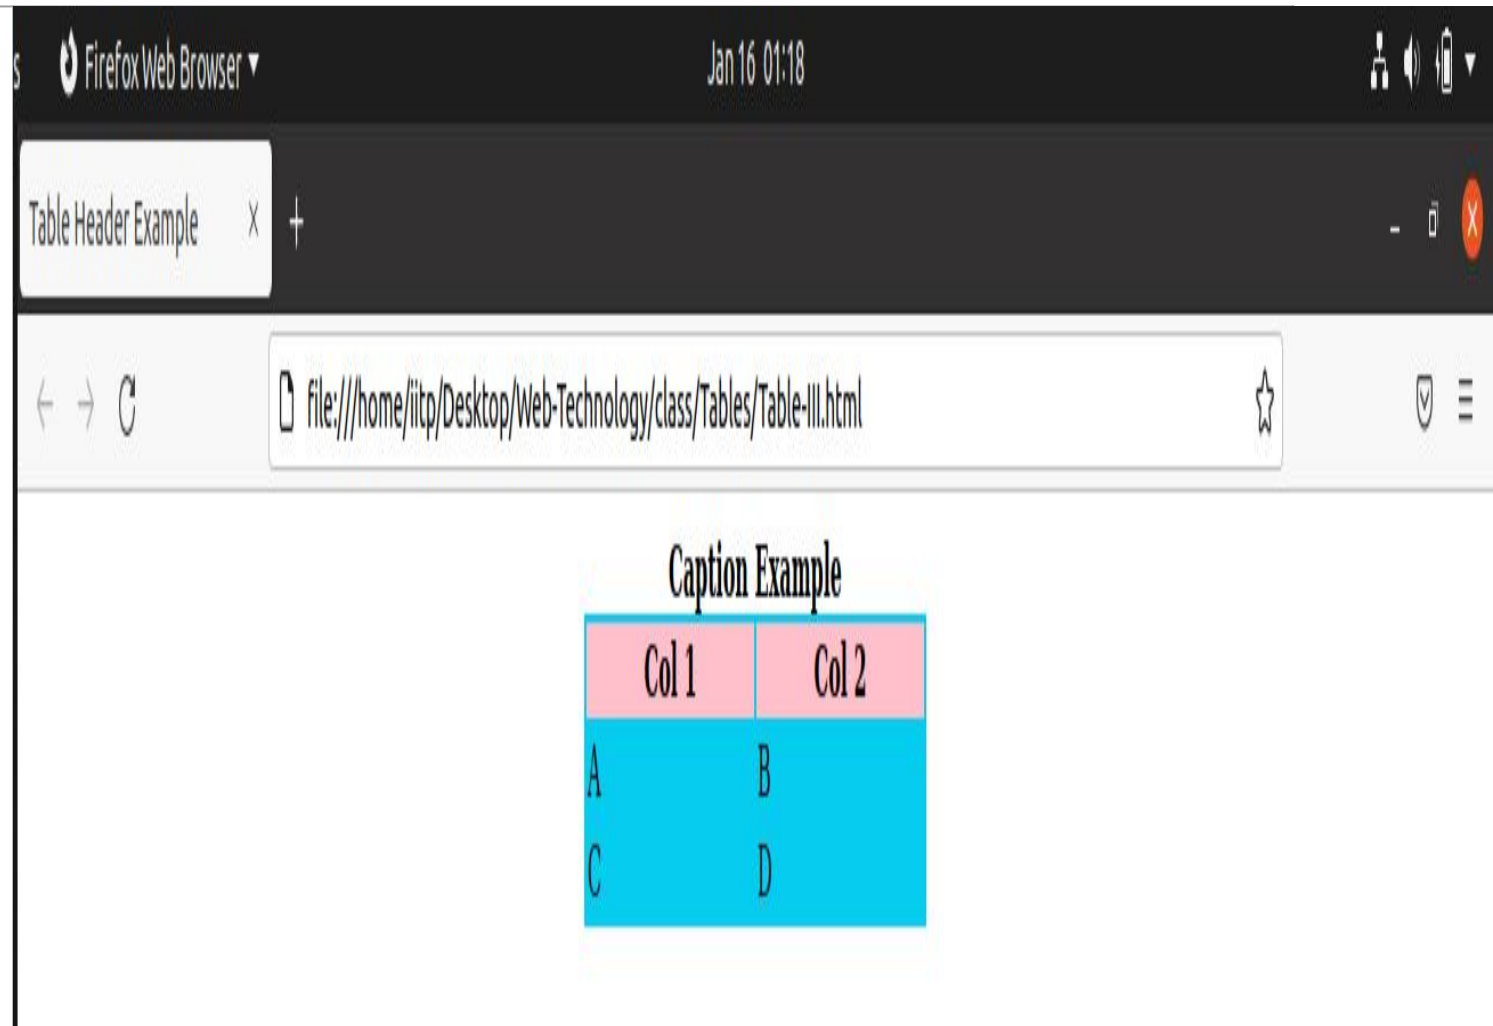 s Firefox Web Browser Jan 16 01:18
Table Header Example
file:///home/iitp/Desktop/Web-Technology/class/Tables/Table-III.html
Caption Example
Col 1 Col 2
A B
C D